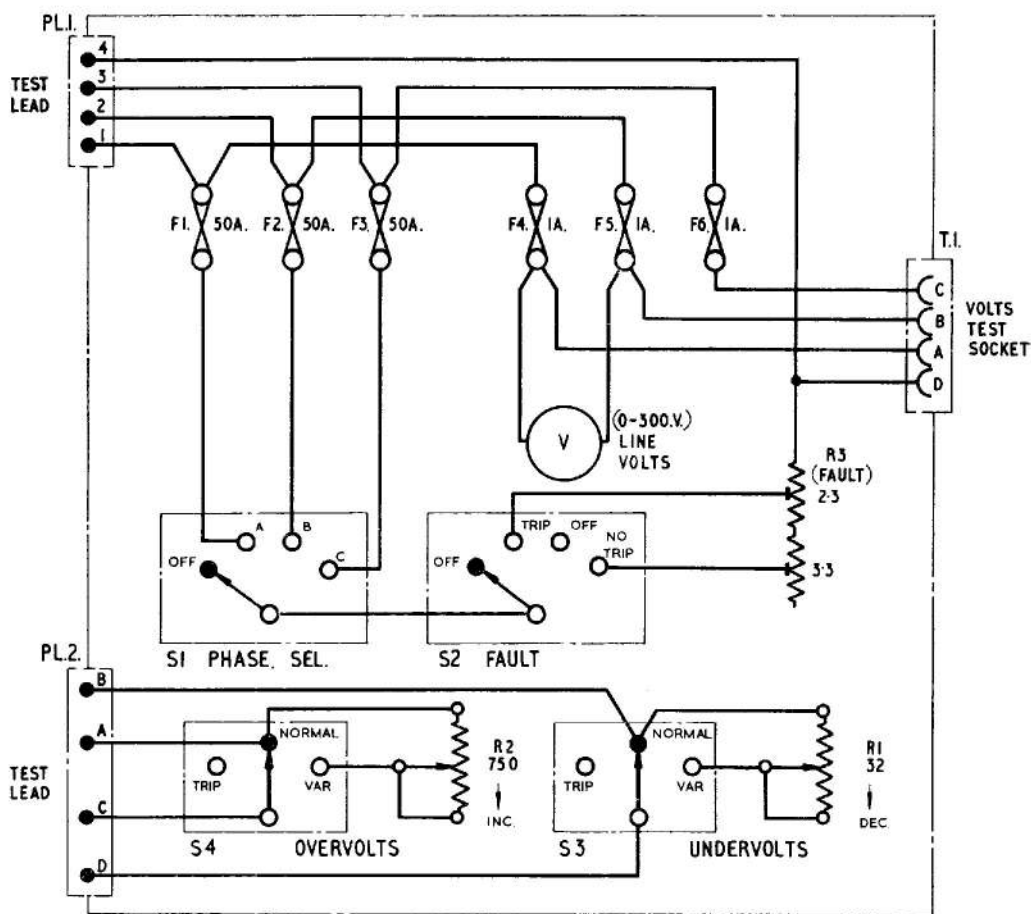 PL.1.
4
3
2
1
TEST
LEAD
F1. 50A.
F2. 50A.
F3. 50A.
F4. 1A.
F5. 1A.
F6. 1A.
T.1.
C
B
A
D
VOLTS
TEST
SOCKET
V
(0-300.V.)
LINE
VOLTS
R3
(FAULT)
2·3
3·3
A
B
C
OFF
S1 PHASE. SEL.
TRIP
OFF
NO
TRIP
OFF
S2 FAULT
PL.2.
B
A
C
D
TEST
LEAD
NORMAL
TRIP
VAR
S4 OVERVOLTS
R2
750
INC.
NORMAL
TRIP
VAR
S3 UNDERVOLTS
R1
32
DEC.